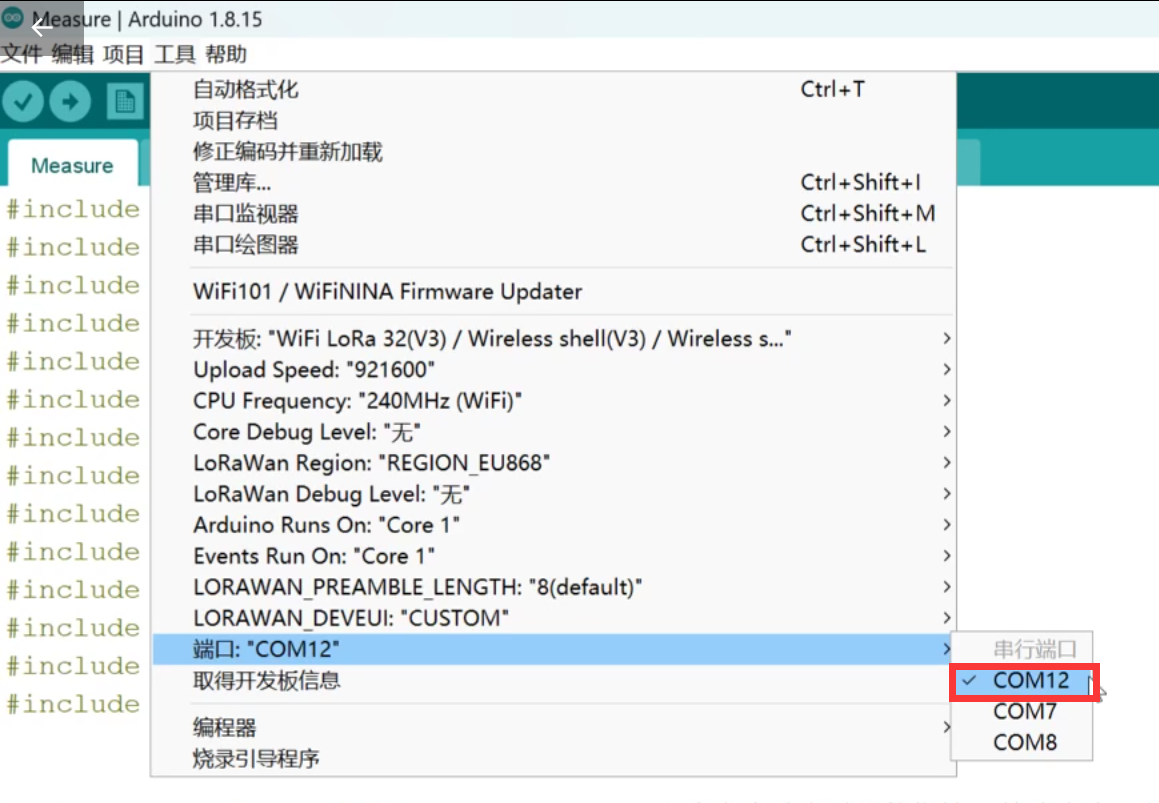 Measure | Arduino 1.8.15
文件 编辑 项目 工具 帮助
自动格式化 Ctrl+T
项目存档
修正编码并重新加载
管理库... Ctrl+Shift+I
串口监视器 Ctrl+Shift+M
串口绘图器 Ctrl+Shift+L
WiFi101 / WiFiNINA Firmware Updater
开发板: "WiFi LoRa 32(V3) / Wireless shell(V3) / Wireless s..."
Upload Speed: "921600"
CPU Frequency: "240MHz (WiFi)"
Core Debug Level: "无"
LoRaWan Region: "REGION_EU868"
LoRaWan Debug Level: "无"
Arduino Runs On: "Core 1"
Events Run On: "Core 1"
LORAWAN_PREAMBLE_LENGTH: "8(default)"
LORAWAN_DEVEUI: "CUSTOM"
端口: "COM12"
取得开发板信息
编程器
烧录引导程序
串行端口
COM12
COM7
COM8
Measure
#include
#include
#include
#include
#include
#include
#include
#include
#include
#include
#include
#include
#include
#include